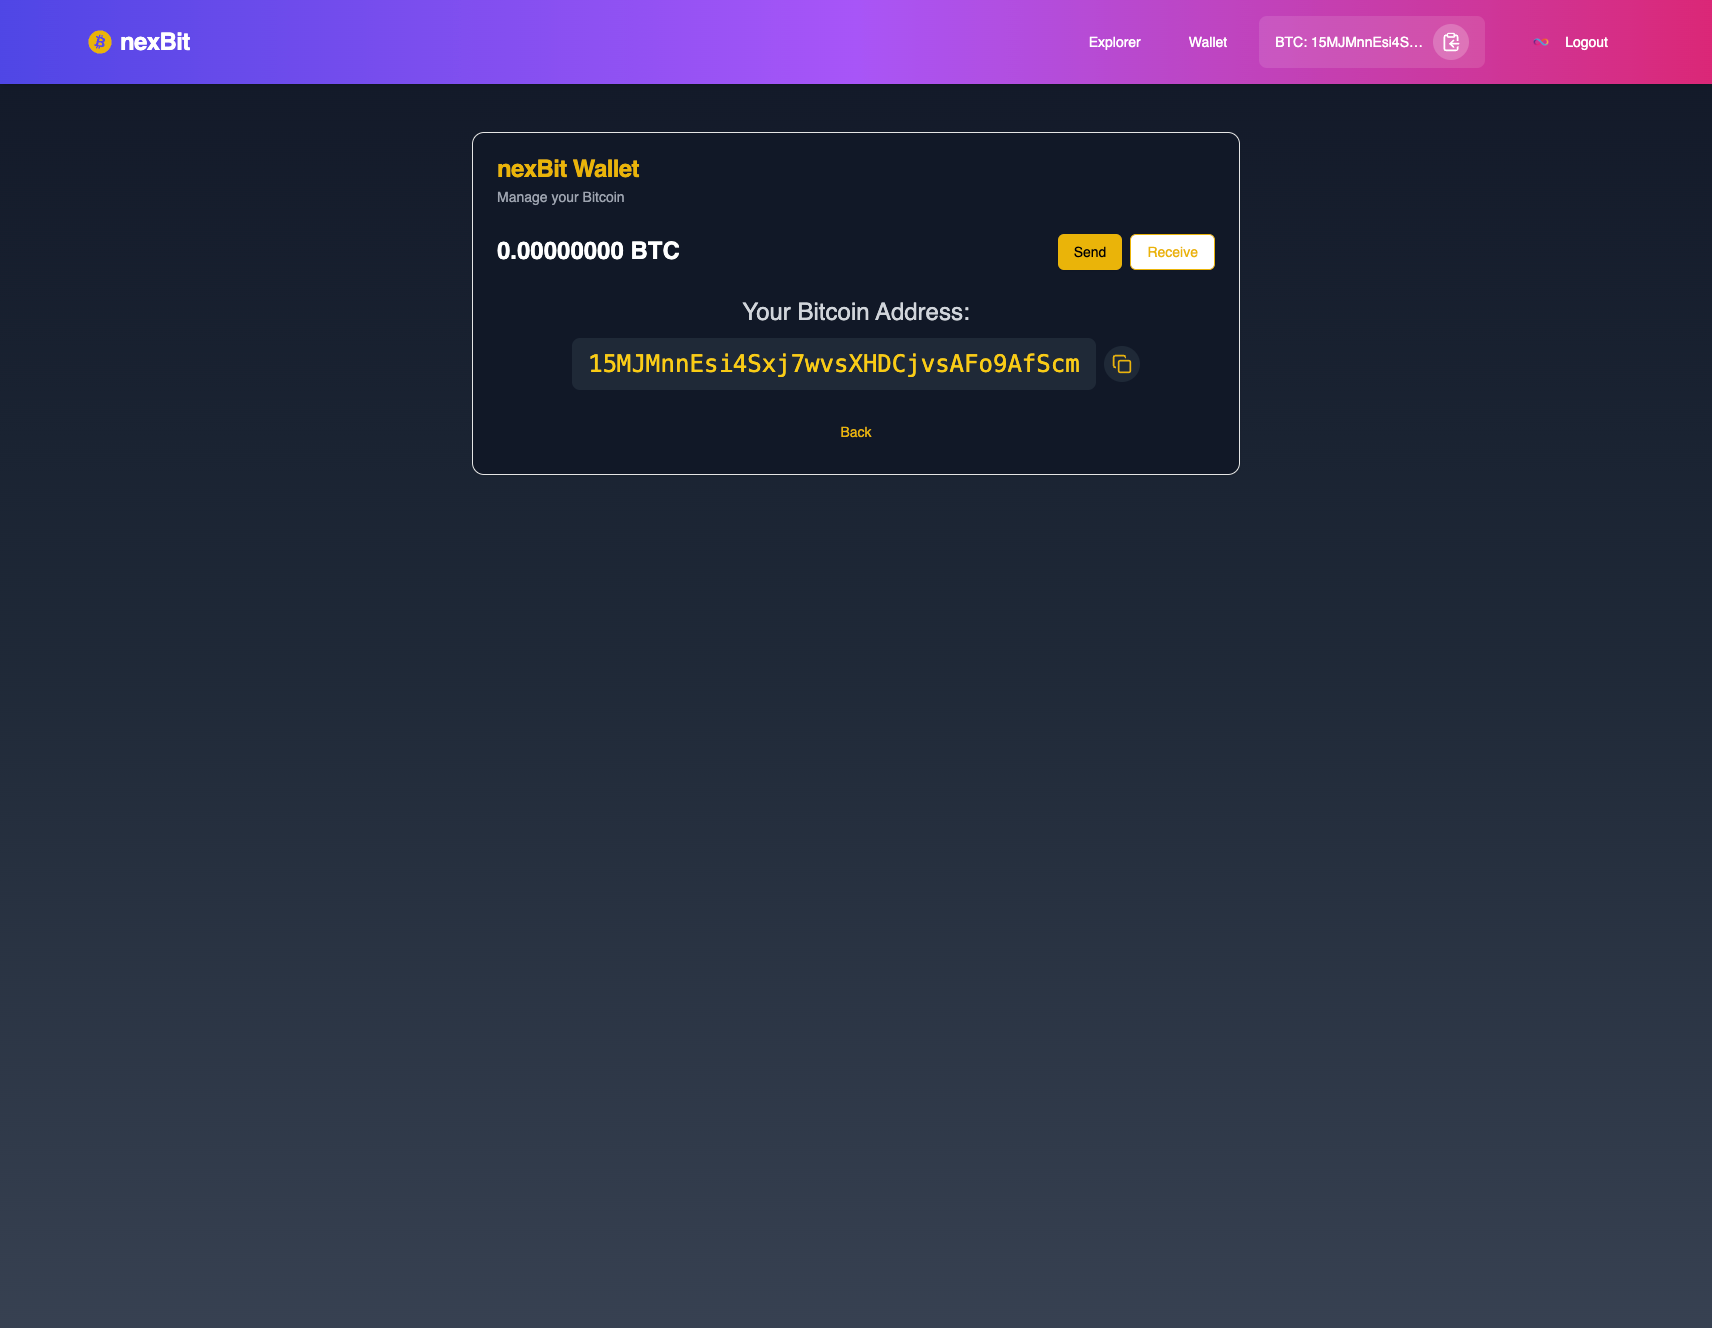 nexBit
Explorer
Wallet
BTC: 15MJMnnEsi4S...
Logout
nexBit Wallet
Manage your Bitcoin
0.00000000 BTC
Send
Receive
Your Bitcoin Address:
15MJMnnEsi4Sxj7wvsXHDCjvsAFo9AfScm
Back